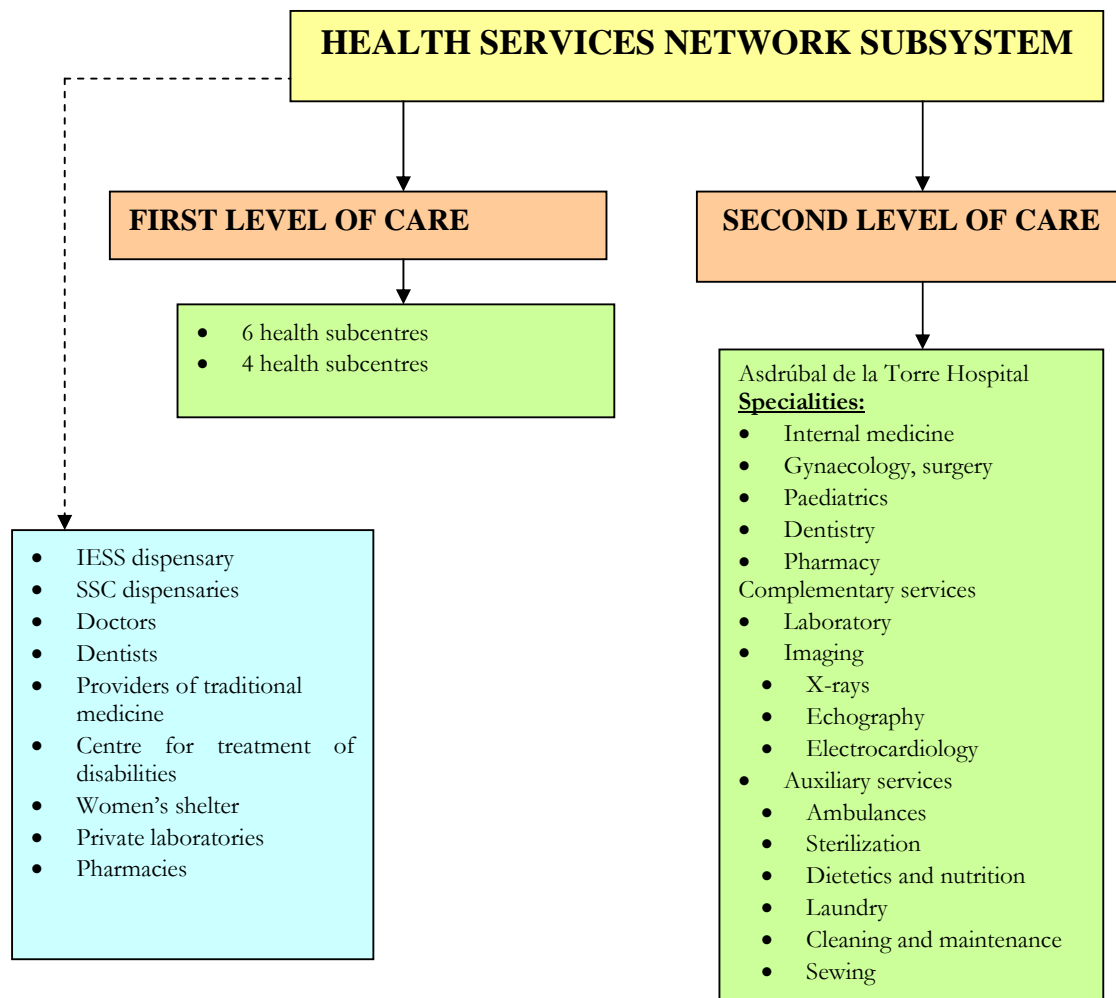 HEALTH SERVICES NETWORK SUBSYSTEM
FIRST LEVEL OF CARE
• 6 health subcentres
• 4 health subcentres
SECOND LEVEL OF CARE
Asdrúbal de la Torre Hospital
Specialities:
• Internal medicine
• Gynaecology, surgery
• Paediatrics
• Dentistry
• Pharmacy
Complementary services
• Laboratory
• Imaging
• X-rays
• Echography
• Electrocardiology
• Auxiliary services
• Ambulances
• Sterilization
• Dietetics and nutrition
• Laundry
• Cleaning and maintenance
• Sewing
• IESS dispensary
• SSC dispensaries
• Doctors
• Dentists
• Providers of traditional
medicine
• Centre for treatment of
disabilities
• Women’s shelter
• Private laboratories
• Pharmacies